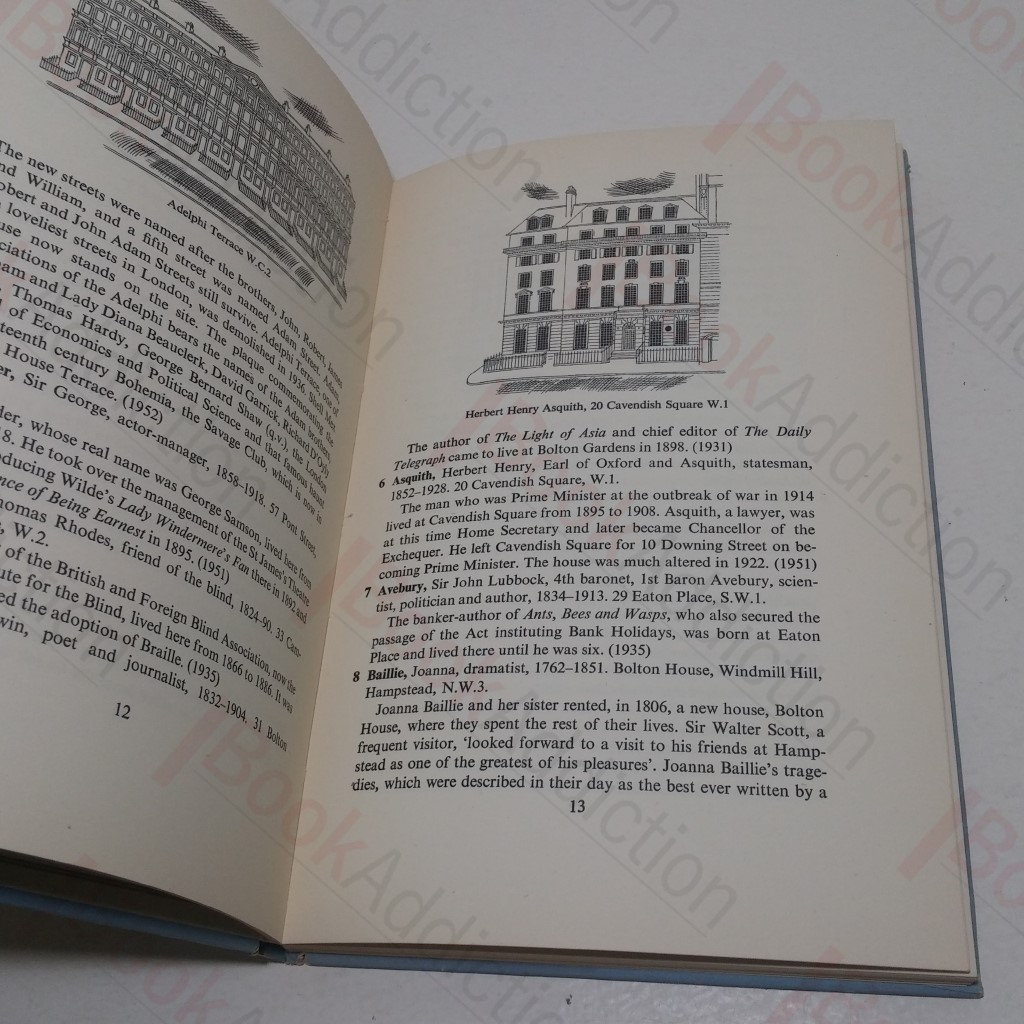 Adelphi Terrace W.C.2
The new streets were named after the brothers, John, Robert, James
nd William, and a fifth street was named Adam Street. Adam,
obert and John Adam Streets still survive. Adelphi Terrace, one of
loveliest streets in London, was demolished in 1936. Shell Mex
use now stands on the site. The plaque commemorating the
ciations of the Adelphi bears the names of the Adam brothers,
am and Lady Diana Beauclerk, David Garrick, Richard D'Oyly
Thomas Hardy, George Bernard Shaw (q.v.), the London
of Economics and Political Science and that famous haunt
teenth century Bohemia, the Savage Club, which is now in
House Terrace. (1952)
er, Sir George, actor-manager, 1858–1918. 57 Pont Street,
der, whose real name was George Samson, lived here from
18. He took over the management of the St James's Theatre
oducing Wilde's Lady Windermere's Fan there in 1892 and
nce of Being Earnest in 1895. (1951)
homas Rhodes, friend of the blind, 1824–90. 33 Cam-
, W.2.
of the British and Foreign Blind Association, now the
ute for the Blind, lived here from 1866 to 1886. It was
ed the adoption of Braille. (1935)
win, poet and journalist, 1832–1904. 31 Bolton
12
Herbert Henry Asquith, 20 Cavendish Square W.1
The author of The Light of Asia and chief editor of The Daily
Telegraph came to live at Bolton Gardens in 1898. (1931)
6 Asquith, Herbert Henry, Earl of Oxford and Asquith, statesman,
1852–1928. 20 Cavendish Square, W.1.
The man who was Prime Minister at the outbreak of war in 1914
lived at Cavendish Square from 1895 to 1908. Asquith, a lawyer, was
at this time Home Secretary and later became Chancellor of the
Exchequer. He left Cavendish Square for 10 Downing Street on be-
coming Prime Minister. The house was much altered in 1922. (1951)
7 Avebury, Sir John Lubbock, 4th baronet, 1st Baron Avebury, scien-
tist, politician and author, 1834–1913. 29 Eaton Place, S.W.1.
The banker-author of Ants, Bees and Wasps, who also secured the
passage of the Act instituting Bank Holidays, was born at Eaton
Place and lived there until he was six. (1935)
8 Baillie, Joanna, dramatist, 1762–1851. Bolton House, Windmill Hill,
Hampstead, N.W.3.
Joanna Baillie and her sister rented, in 1806, a new house, Bolton
House, where they spent the rest of their lives. Sir Walter Scott, a
frequent visitor, 'looked forward to a visit to his friends at Hamp-
stead as one of the greatest of his pleasures'. Joanna Baillie's trage-
dies, which were described in their day as the best ever written by a
13
BookAddiction